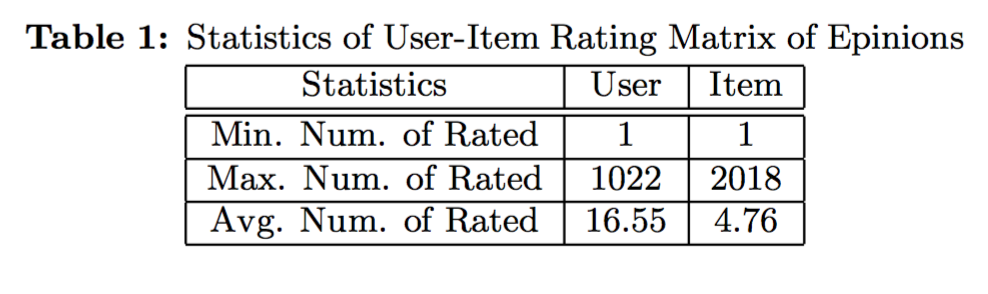 Table 1: Statistics of User-Item Rating Matrix of Epinions
Statistics User Item
Min. Num. of Rated 1 1
Max. Num. of Rated 1022 2018
Avg. Num. of Rated 16.55 4.76